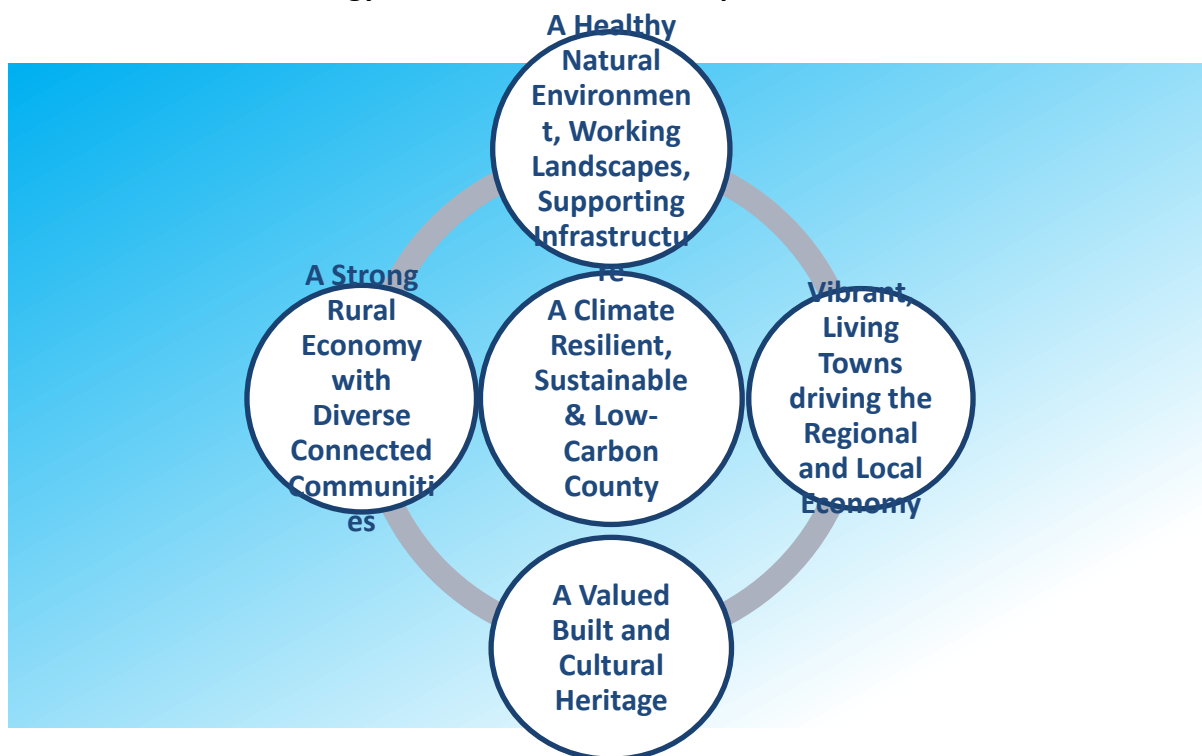 A Healthy
Natural
Environmen
t, Working
Landscapes,
Supporting
Infrastructu
re
A Strong
Rural
Economy
with
Diverse
Connected
Communiti
es
A Climate
Resilient,
Sustainable
& Low-
Carbon
County
Vibrant,
Living
Towns
driving the
Regional
and Local
Economy
A Valued
Built and
Cultural
Heritage